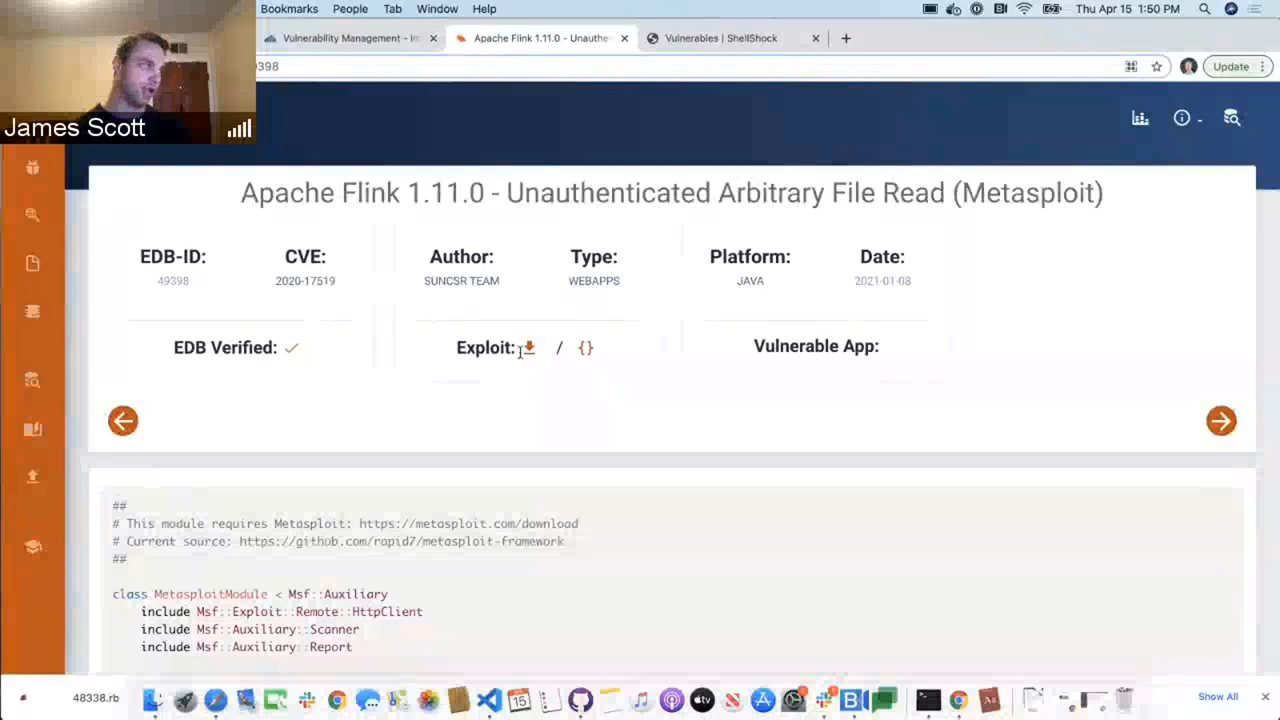 Bookmarks People Tab Window Help Thu Apr 15 1:50 PM
Vulnerability Management - In Apache Flink 1.11.0 - Unauthe Vulnerables | ShellShock
398 Update
James Scott
Apache Flink 1.11.0 - Unauthenticated Arbitrary File Read (Metasploit)
EDB-ID: CVE: Author: Type: Platform: Date:
49398 2020-17519 SUNCSR TEAM WEBAPPS JAVA 2021-01-08
EDB Verified: Exploit: / {} Vulnerable App:
##
# This module requires Metasploit: https://metasploit.com/download
# Current source: https://github.com/rapid7/metasploit-framework
##
class MetasploitModule < Msf::Auxiliary
include Msf::Exploit::Remote::HttpClient
include Msf::Auxiliary::Scanner
include Msf::Auxiliary::Report
48338.rb 15 Show All